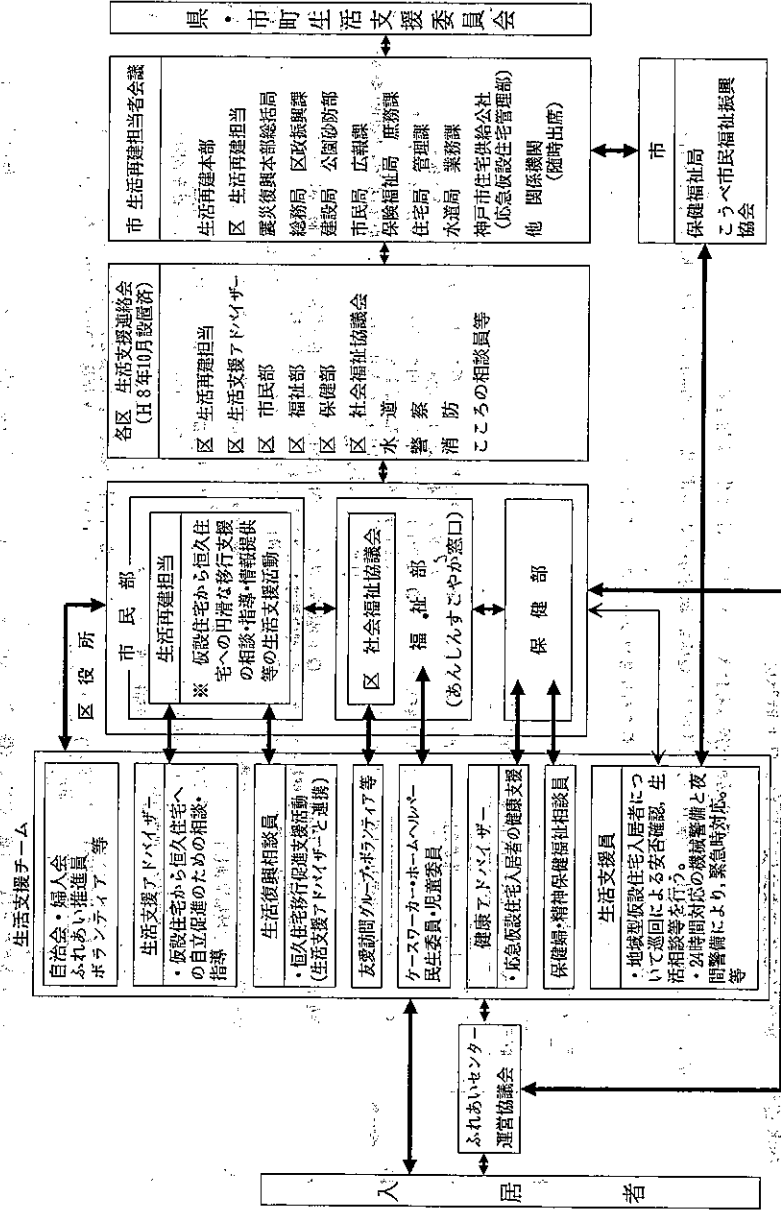 県・市町生活支援委員会
市 生活再建担当者会議
生活再建本部
区 生活再建担当
震災復興本部総括局
総務局 区政振興課
建設局 公園砂防部
市民局 広報課
保険福祉局 庶務課
住宅局 管理課
水道局 業務課
神戸市住宅供給公社
(応急仮設住宅管理部)
他 関係機関
(随時出席)
市
保健福祉局
こうべ市民福祉振興
協会
各区 生活支援連絡会
(H8年10月設置済)
区 生活再建担当
区 生活支援アドバイザー
区 市民部
区 福祉部
区 保健部
区 社会福祉協議会
水道
警察
消防
こころの相談員等
区役所
市民部
生活再建担当
※ 仮設住宅から恒久住
宅への円滑な移行支援
の相談・指導・情報提供
等の生活支援活動
区 社会福祉協議会
福祉部
(あんしんすこやか窓口)
保健部
生活支援チーム
自治会・婦人会
ふれあい推進員
ボランティア 等
生活支援アドバイザー
・仮設住宅から恒久住宅へ
の自立促進のための相談・
指導
生活復興相談員
・恒久住宅移行促進支援活動
(生活支援アドバイザーと連携)
友愛訪問グループ・ボランティア等
ケースワーカー・ホームヘルパー
民生委員・児童委員
健康アドバイザー
・応急仮設住宅入居者の健康支援
保健婦・精神保健福祉相談員
生活支援員
・地域型仮設住宅入居者につ
いて巡回による安否確認、生
活相談等を行う。
・24時間対応の機械警備と夜
間警備により、緊急時対応。
等
ふれあいセンター
運営協議会
入居者